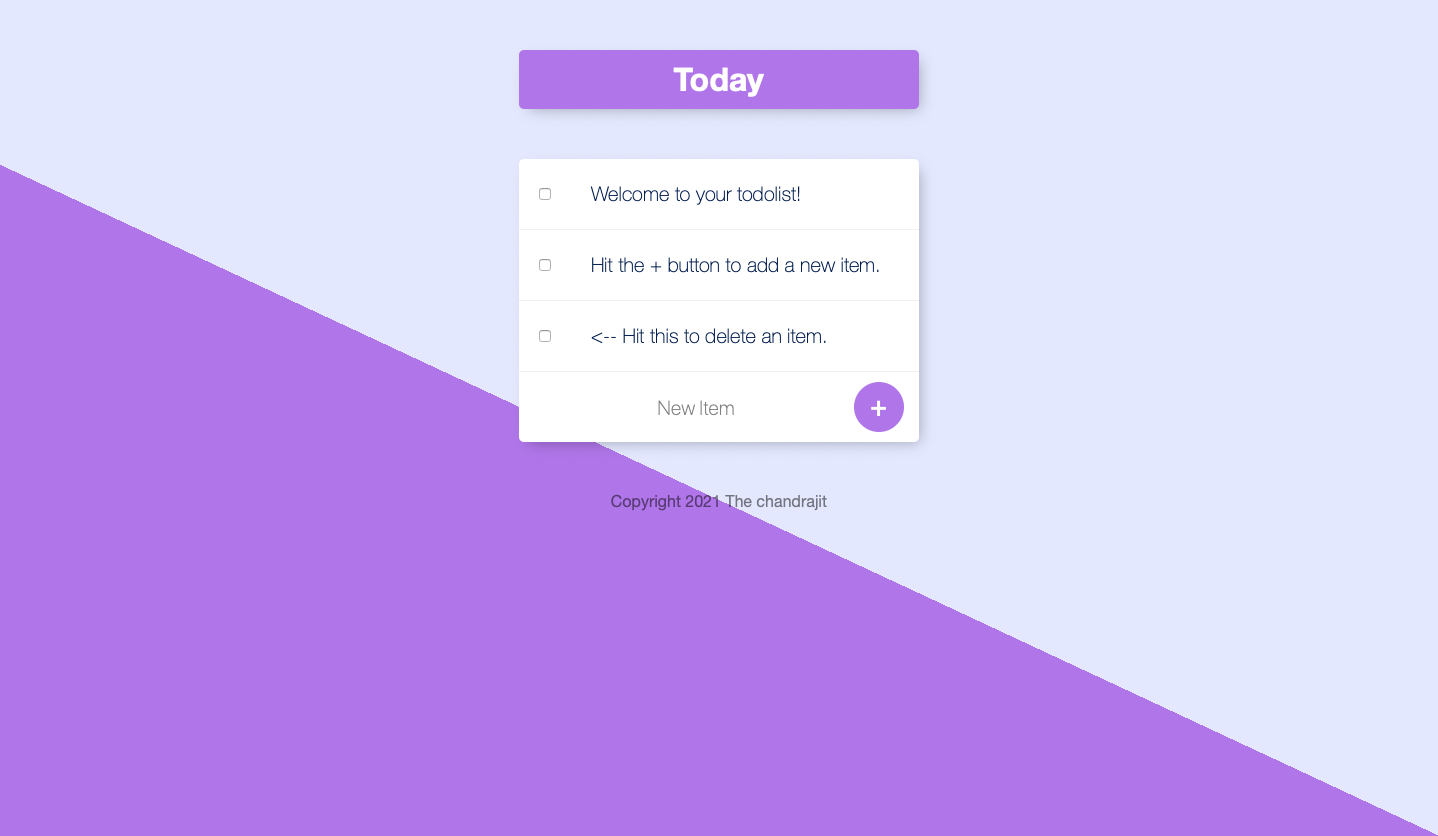 Today
Welcome to your todolist!
Hit the + button to add a new item.
<-- Hit this to delete an item.
New Item +
Copyright 2021 The chandrajit